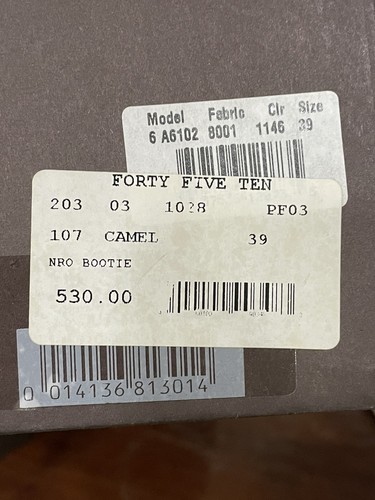 Model Fabric Clr Size
6 A6102 8001 1146 39
FORTY FIVE TEN
203 03 1028 PF03
107 CAMEL 39
NRO BOOTIE
530.00
0 014136 813014